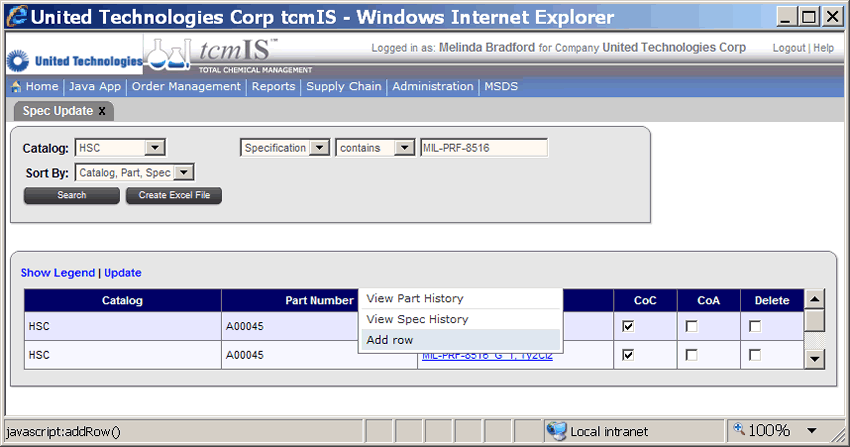 United Technologies Corp tcmIS - Windows Internet Explorer
United Technologies tcmIS™ TOTAL CHEMICAL MANAGEMENT Logged in as: Melinda Bradford for Company United Technologies Corp Logout | Help
Home | Java App | Order Management | Reports | Supply Chain | Administration | MSDS
Spec Update x
Catalog: HSC Specification contains MIL-PRF-8516
Sort By: Catalog, Part, Spec
Search Create Excel File
Show Legend | Update
Catalog Part Number CoC CoA Delete
View Part History
HSC A00045
View Spec History
Add row
HSC A00045 MIL-PRF-8516 G 1, Ty2Cl2
javascript:addRow() Local intranet 100%